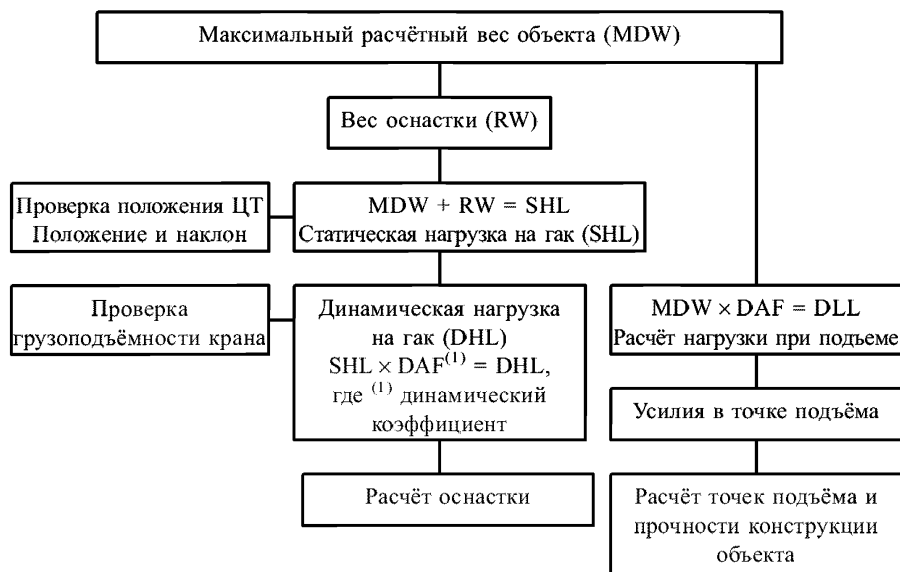 Максимальный расчётный вес объекта (MDW)
Вес оснастки (RW)
Проверка положения ЦТ
Положение и наклон
MDW + RW = SHL
Статическая нагрузка на гак (SHL)
Проверка
грузоподъёмности крана
Динамическая нагрузка
на гак (DHL)
SHL × DAF⁽¹⁾ = DHL,
где ⁽¹⁾ динамический
коэффициент
MDW × DAF = DLL
Расчёт нагрузки при подъеме
Усилия в точке подъёма
Расчёт оснастки
Расчёт точек подъёма и
прочности конструкции
объекта